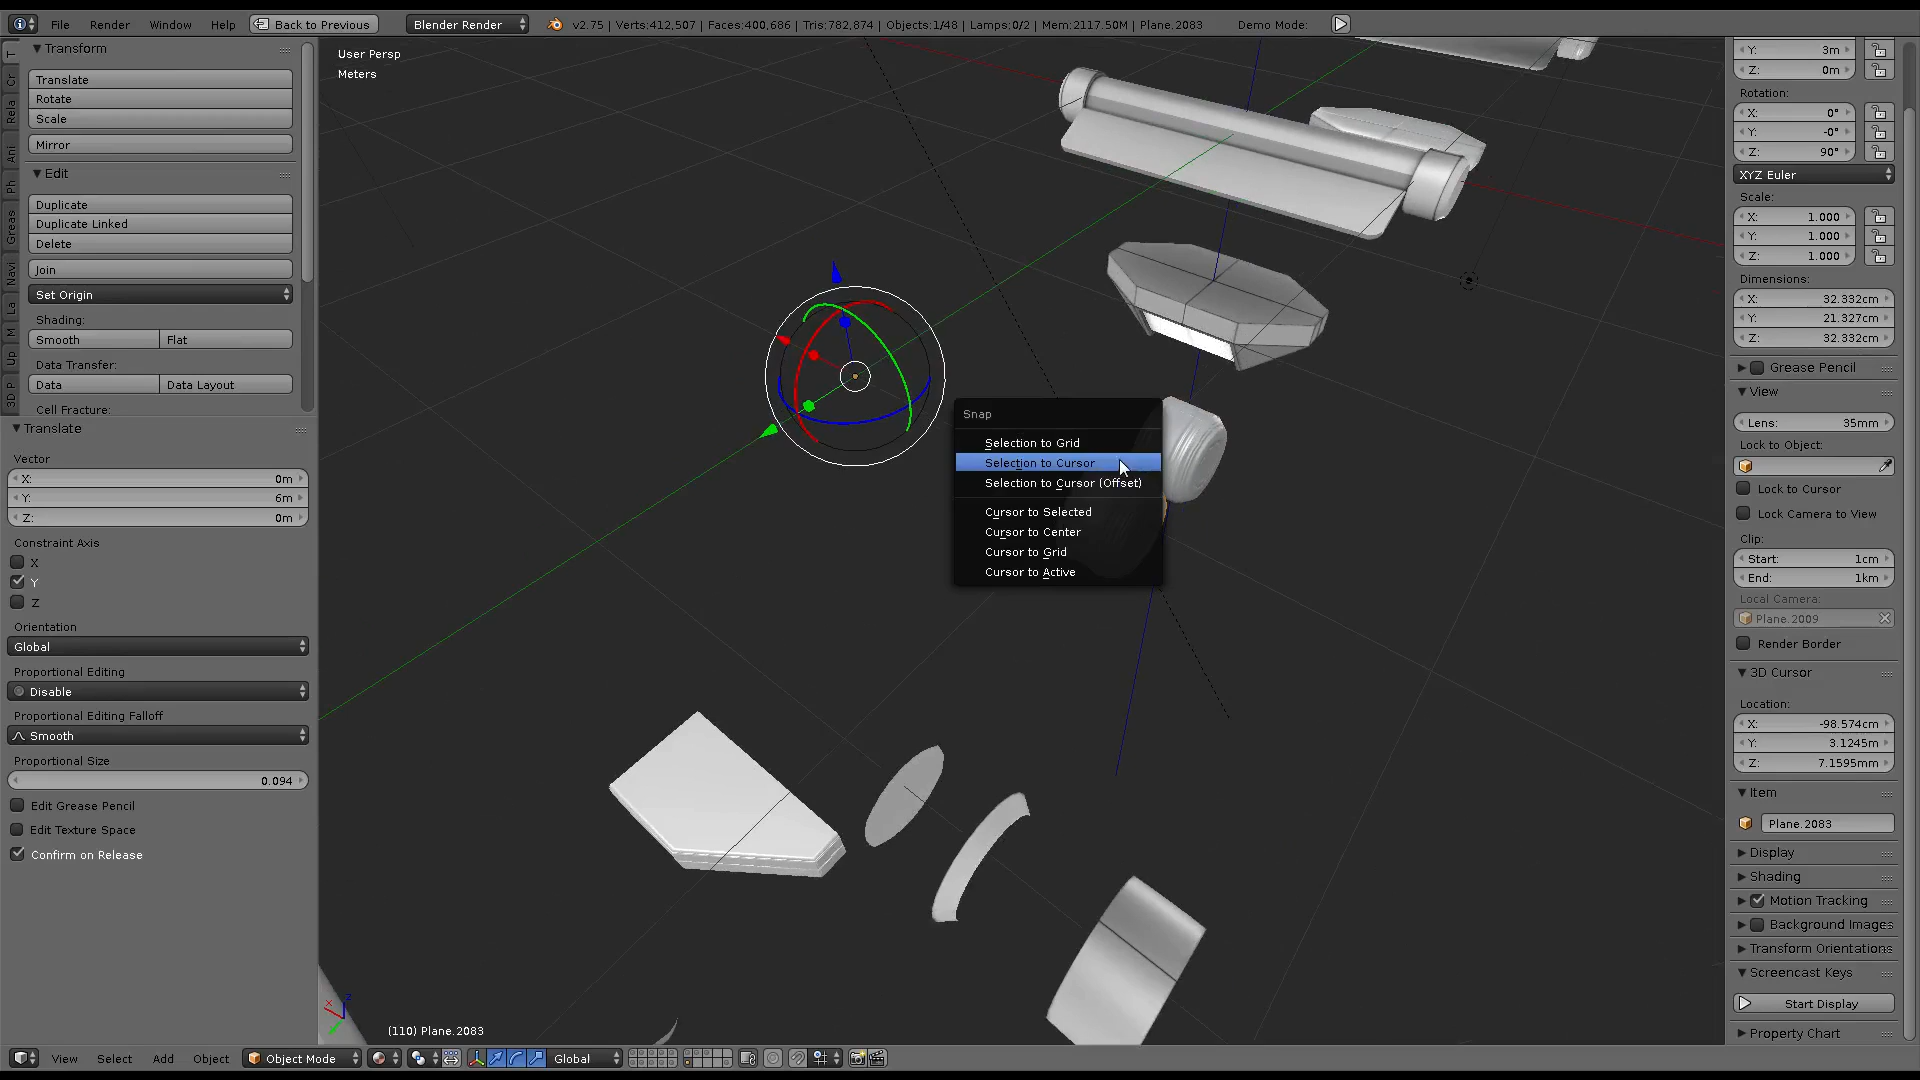 File Render Window Help Back to Previous Blender Render v2.75 | Verts:412,507 | Faces:400,686 | Tris:782,874 | Objects:1/48 | Lamps:0/2 | Mem:2117.50M | Plane.2083 Demo Mode:
Transform
Translate
Rotate
Scale
Mirror
Edit
Duplicate
Duplicate Linked
Delete
Join
Set Origin
Shading:
Smooth Flat
Data Transfer:
Data Data Layout
Cell Fracture:
T
Cr
Rela
Ani
Ph
Greas
Navi
La
M
Up
3D P
Translate
Vector
X: 0m
Y: 6m
Z: 0m
Constraint Axis
X
Y
Z
Orientation
Global
Proportional Editing
Disable
Proportional Editing Falloff
Smooth
Proportional Size
0.094
Edit Grease Pencil
Edit Texture Space
Confirm on Release
User Persp
Meters
Snap
Selection to Grid
Selection to Cursor
Selection to Cursor (Offset)
Cursor to Selected
Cursor to Center
Cursor to Grid
Cursor to Active
x z
(110) Plane.2083
Y: 3m
Z: 0m
Rotation:
X: 0°
Y: -0°
Z: 90°
XYZ Euler
Scale:
X: 1.000
Y: 1.000
Z: 1.000
Dimensions:
X: 32.332cm
Y: 21.327cm
Z: 32.332cm
Grease Pencil
View
Lens: 35mm
Lock to Object:
Lock to Cursor
Lock Camera to View
Clip:
Start: 1cm
End: 1km
Local Camera:
Plane.2009
Render Border
3D Cursor
Location:
X: -98.574cm
Y: 3.1245m
Z: 7.1595mm
Item
Plane.2083
Display
Shading
Motion Tracking
Background Images
Transform Orientations
Screencast Keys
Start Display
Property Chart
View Select Add Object Object Mode Global